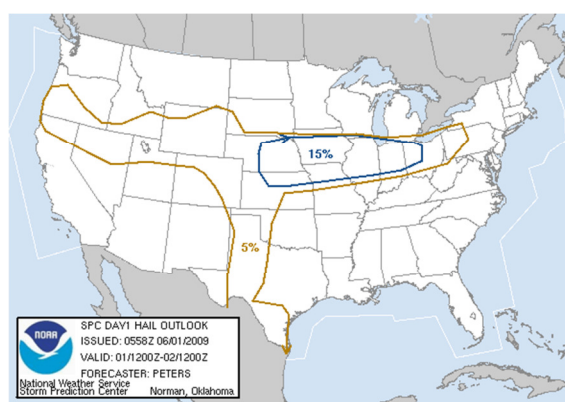 15%
5%
NOAA
SPC DAY1 HAIL OUTLOOK
ISSUED: 0558Z 06/01/2009
VALID: 01/1200Z-02/1200Z
FORECASTER: PETERS
National Weather Service
Storm Prediction Center Norman, Oklahoma